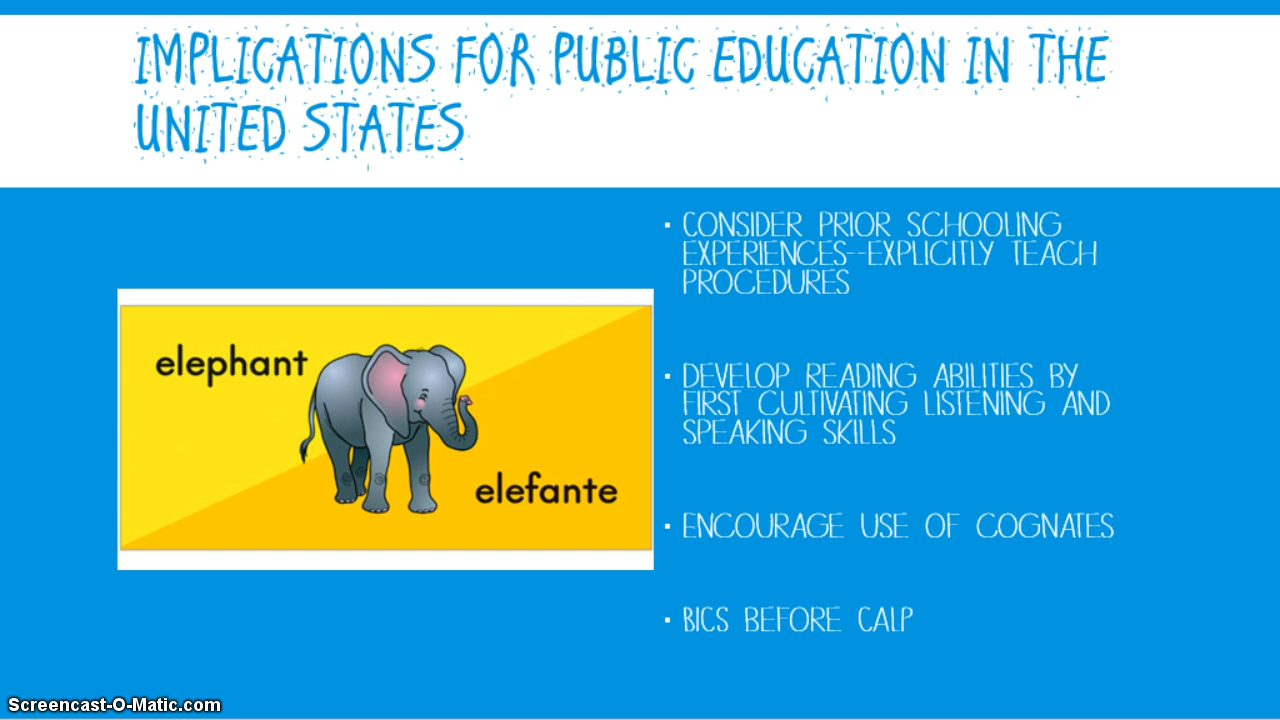 IMPLICATIONS FOR PUBLIC EDUCATION IN THE
UNITED STATES
elephant
elefante
• CONSIDER PRIOR SCHOOLING
EXPERIENCES--EXPLICITLY TEACH
PROCEDURES
• DEVELOP READING ABILITIES BY
FIRST CULTIVATING LISTENING AND
SPEAKING SKILLS
• ENCOURAGE USE OF COGNATES
• BICS BEFORE CALP
Screencast-O-Matic.com